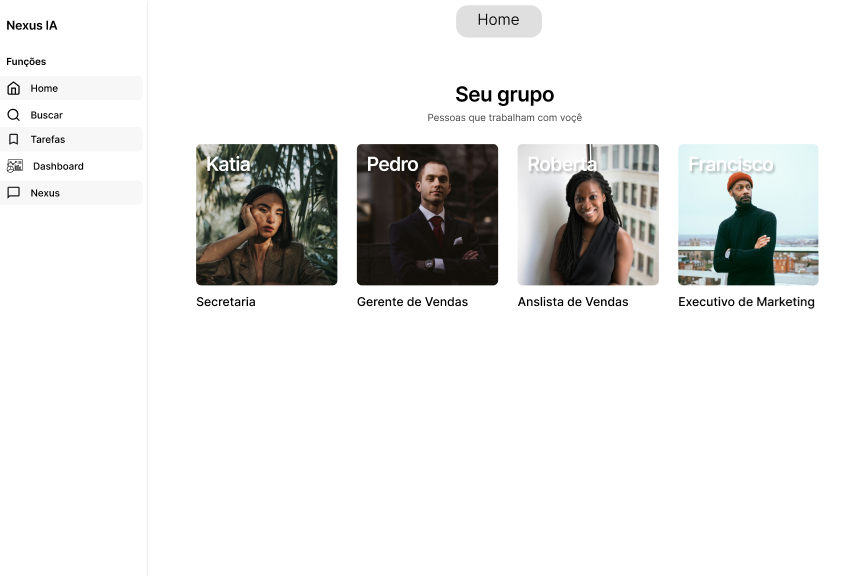 Nexus IA
Funções
Home
Buscar
Tarefas
Dashboard
Nexus
Home
Seu grupo
Pessoas que trabalham com voçê
Katia
Pedro
Roberta
Francisco
Secretaria
Gerente de Vendas
Anslista de Vendas
Executivo de Marketing